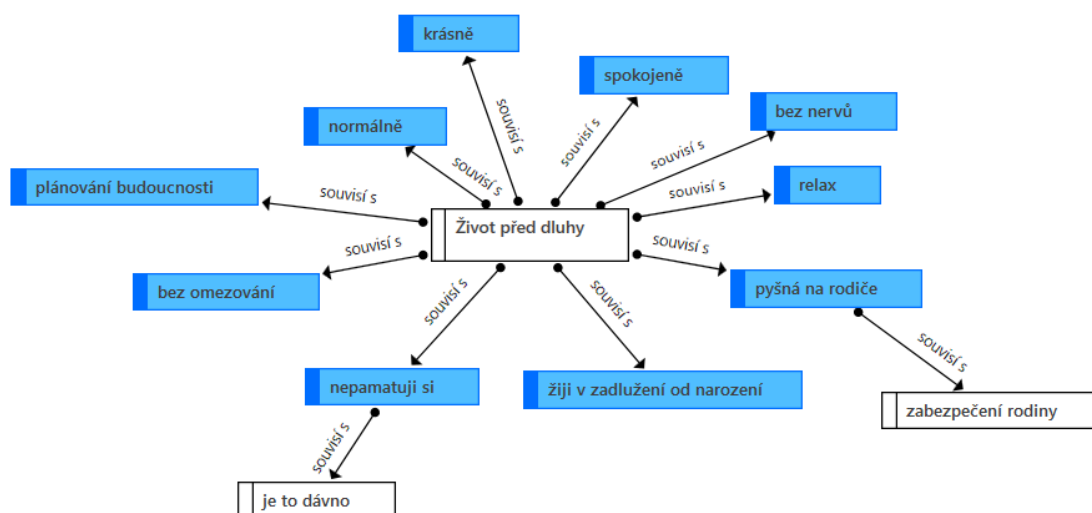 krásně
spokojeně
bez nervů
normálně
souvisí s
souvisí s
souvisí s
souvisí s
plánování budoucnosti
souvisí s
souvisí s
relax
Život před dluhy
souvisí s
souvisí s
bez omezování
pyšná na rodiče
souvisí s
souvisí s
souvisí s
nepamatuji si
žiji v zadlužení od narození
zabezpečení rodiny
souvisí s
je to dávno